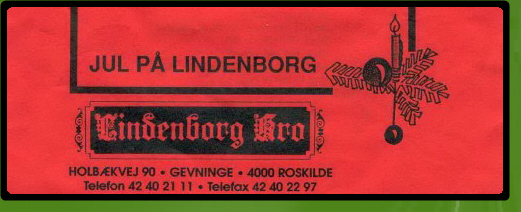 JUL PÅ LINDENBORG
Lindenborg Kro
HOLBÆKVEJ 90 • GEVNINGE • 4000 ROSKILDE
Telefon 42 40 21 11 • Telefax 42 40 22 97